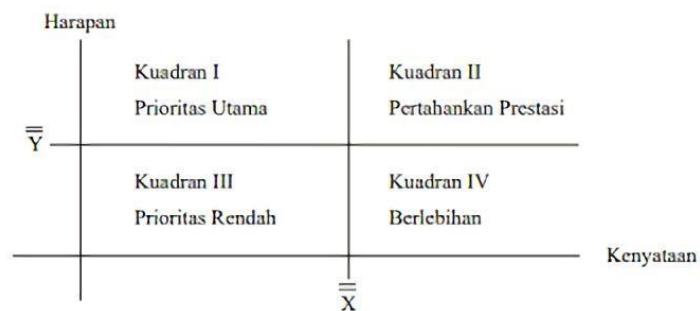 Harapan
Kuadran I
Prioritas Utama
Kuadran II
Pertahankan Prestasi
Y
Kuadran III
Prioritas Rendah
Kuadran IV
Berlebihan
Kenyataan
X